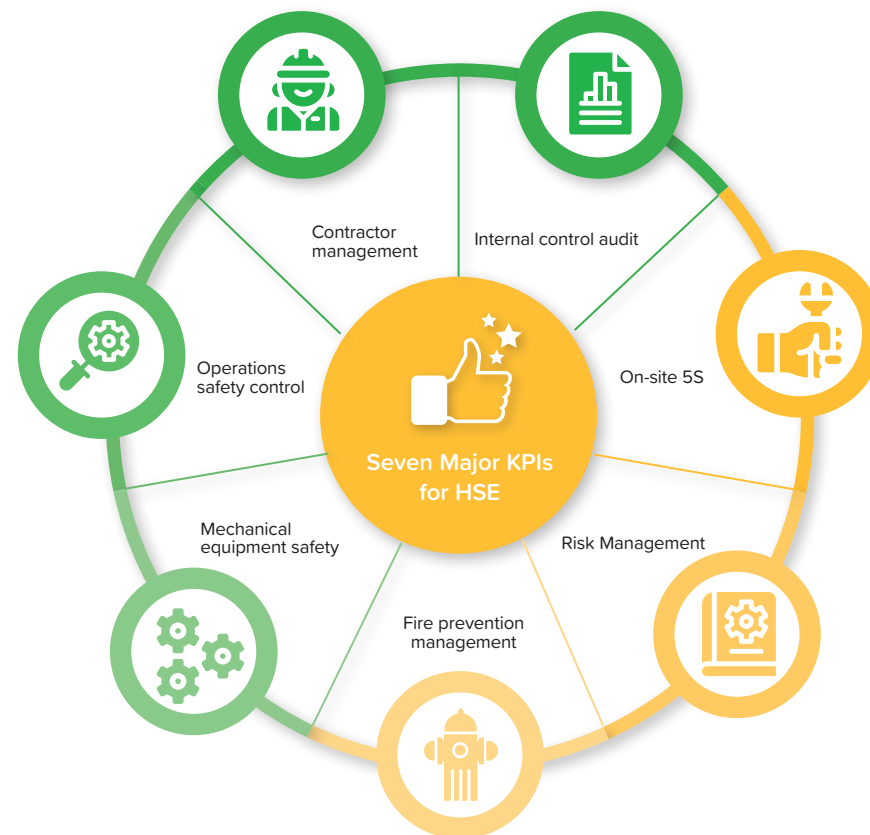 Contractor
management
Internal control audit
Operations
safety control
On-site 5S
Seven Major KPIs
for HSE
Mechanical
equipment safety
Risk Management
Fire prevention
management